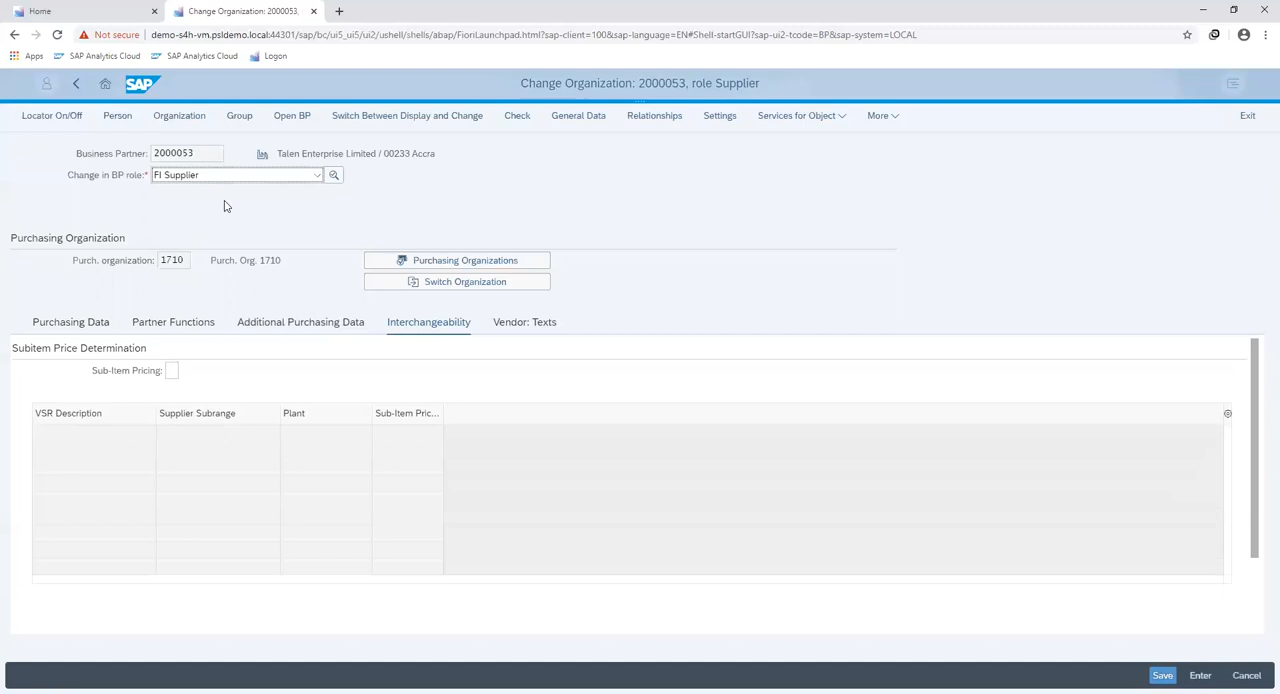 Home
Change Organization: 2000053,
Not secure
demo-s4h-vm.psldemo.local:44301/sap/bc/ui5_ui5/ui2/ushell/shells/abap/FioriLaunchpad.html?sap-client=100&sap-language=EN#Shell-startGUI?sap-ui2-tcode=BP&sap-system=LOCAL
Apps SAP Analytics Cloud SAP Analytics Cloud Logon
SAP
Change Organization: 2000053, role Supplier
Locator On/Off Person Organization Group Open BP Switch Between Display and Change Check General Data Relationships Settings Services for Object More Exit
Business Partner: 2000053 Talen Enterprise Limited / 00233 Accra
Change in BP role:* FI Supplier
Purchasing Organization
Purch. organization: 1710 Purch. Org. 1710 Purchasing Organizations
Switch Organization
Purchasing Data Partner Functions Additional Purchasing Data Interchangeability Vendor: Texts
Subitem Price Determination
Sub-Item Pricing:
VSR Description Supplier Subrange Plant Sub-Item Pric...
Save Enter Cancel